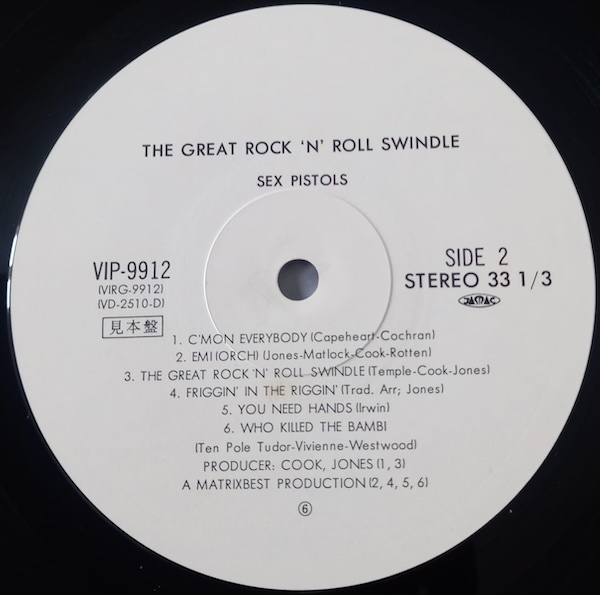 THE GREAT ROCK 'N' ROLL SWINDLE
SEX PISTOLS
VIP-9912
(VIRG-9912)
(VD-2510-D)
見本盤
SIDE 2
STEREO 33 1/3
JASRAC
1. C'MON EVERYBODY (Capeheart-Cochran)
2. EMI (ORCH) (Jones-Matlock-Cook-Rotten)
3. THE GREAT ROCK 'N' ROLL SWINDLE (Temple-Cook-Jones)
4. FRIGGIN' IN THE RIGGIN' (Trad. Arr; Jones)
5. YOU NEED HANDS (Irwin)
6. WHO KILLED THE BAMBI
(Ten Pole Tudor-Vivienne-Westwood)
PRODUCER: COOK, JONES (1, 3)
A MATRIXBEST PRODUCTION (2, 4, 5, 6)
⑥